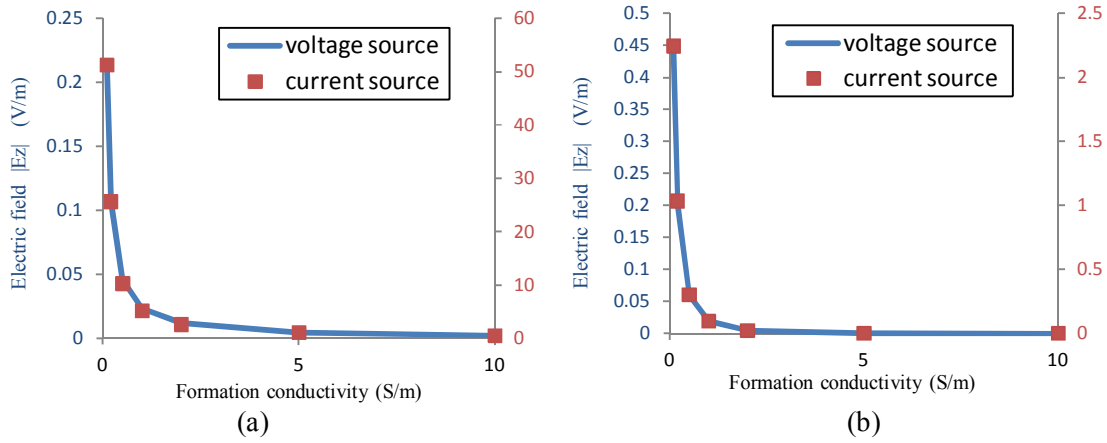 0.25
0.2
0.15
0.1
0.05
0
Electric field |Ez| (V/m)
60
50
40
30
20
10
0
voltage source
current source
0 5 10
Formation conductivity (S/m)
(a)
0.5
0.45
0.4
0.35
0.3
0.25
0.2
0.15
0.1
0.05
0
Electric field |Ez| (V/m)
2.5
2
1.5
1
0.5
0
voltage source
current source
0 5 10
Formation conductivity (S/m)
(b)